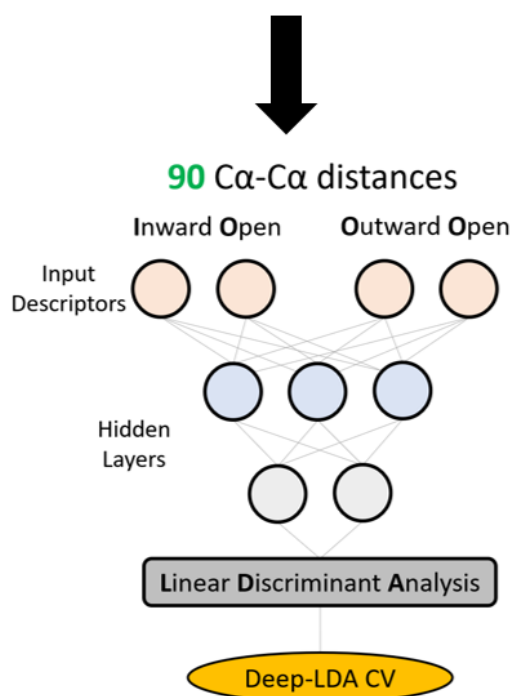 90 Cα-Cα distances
Inward Open
Outward Open
Input
Descriptors
Hidden
Layers
Linear Discriminant Analysis
Deep-LDA CV